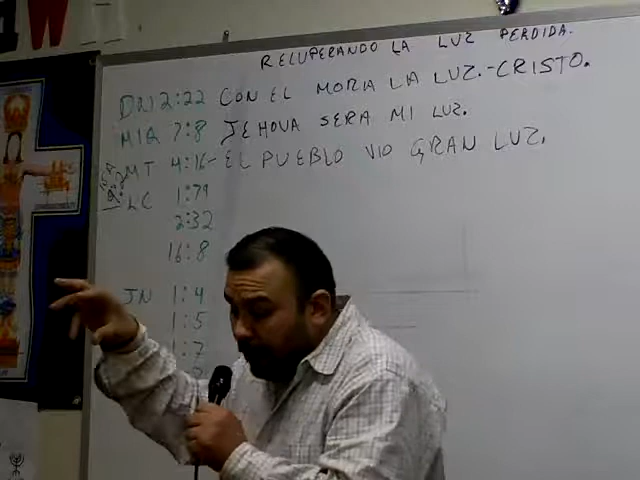 RECUPERANDO LA LUZ PERDIDA.
DN 2:22 CON EL MORA LA LUZ.-CRISTO.
MIQ 7:8 JEHOVA SERA MI LUZ.
MT 4:16- EL PUEBLO VIO GRAN LUZ.
LC 1:79
2:32
16:8
JN 1:4
1:5
1:7